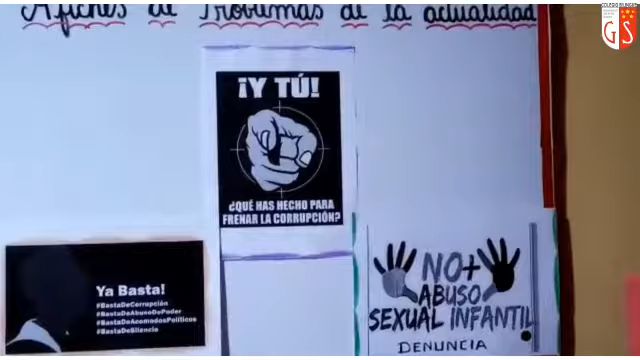 Afiches de Problemas de la actualidad
¡Y TÚ!
¿QUÉ HAS HECHO PARA
FRENAR LA CORRUPCIÓN?
Ya Basta!
#BastaDeCorrupción
#BastaDeAbusoDePoder
#BastaDeAcomodosPolíticos
#BastaDeSilencio
NO+
ABUSO
SEXUAL INFANTIL
DENUNCIA
G S